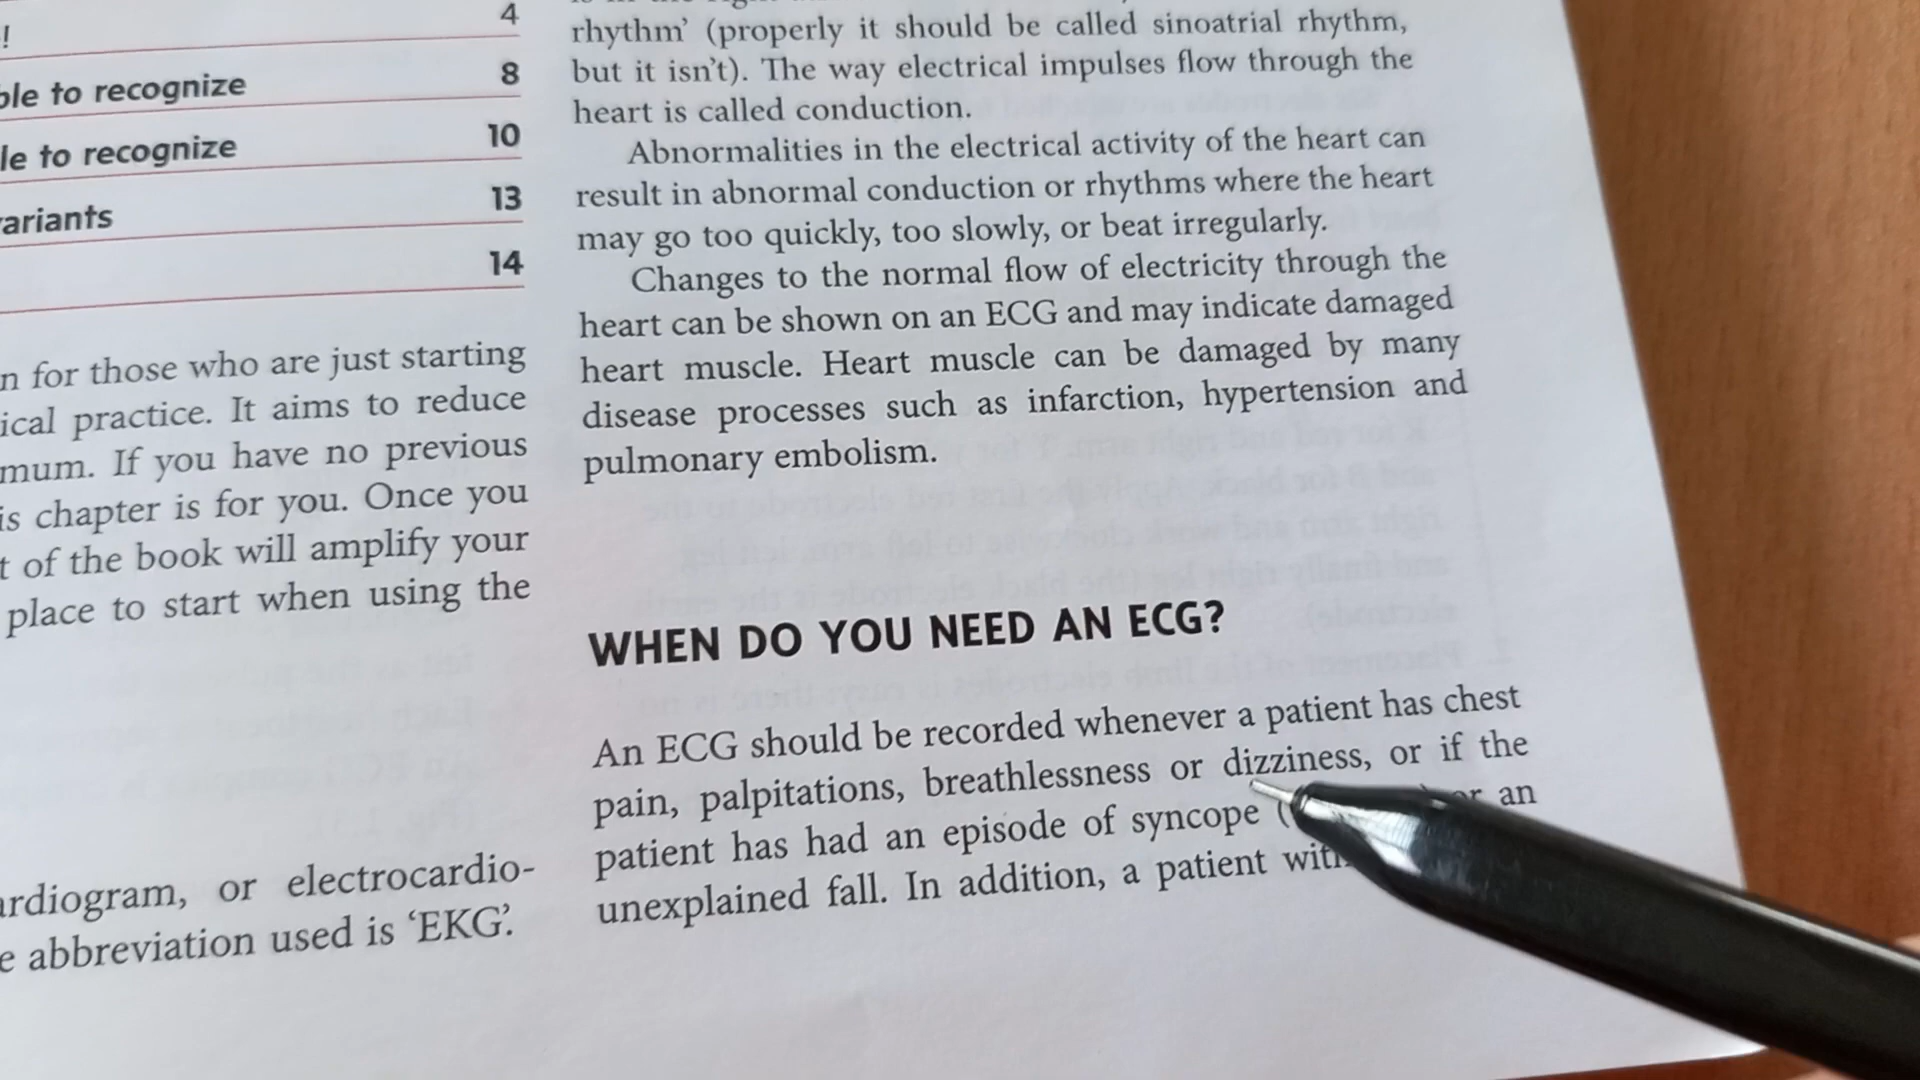 4
!
to recognize 8
to recognize 10
13
14
for those who are just starting
practice. It aims to reduce
If you have no previous
chapter is for you. Once you
of the book will amplify your
place to start when using the
or electrocardio-
abbreviation used is ‘EKG’.
rhythm’ (properly it should be called sinoatrial rhythm,
but it isn’t). The way electrical impulses flow through the
heart is called conduction.
Abnormalities in the electrical activity of the heart can
result in abnormal conduction or rhythms where the heart
may go too quickly, too slowly, or beat irregularly.
Changes to the normal flow of electricity through the
heart can be shown on an ECG and may indicate damaged
heart muscle. Heart muscle can be damaged by many
disease processes such as infarction, hypertension and
pulmonary embolism.
WHEN DO YOU NEED AN ECG?
An ECG should be recorded whenever a patient has chest
pain, palpitations, breathlessness or dizziness, or if the
patient has had an episode of syncope ( or an
unexplained fall. In addition, a patient